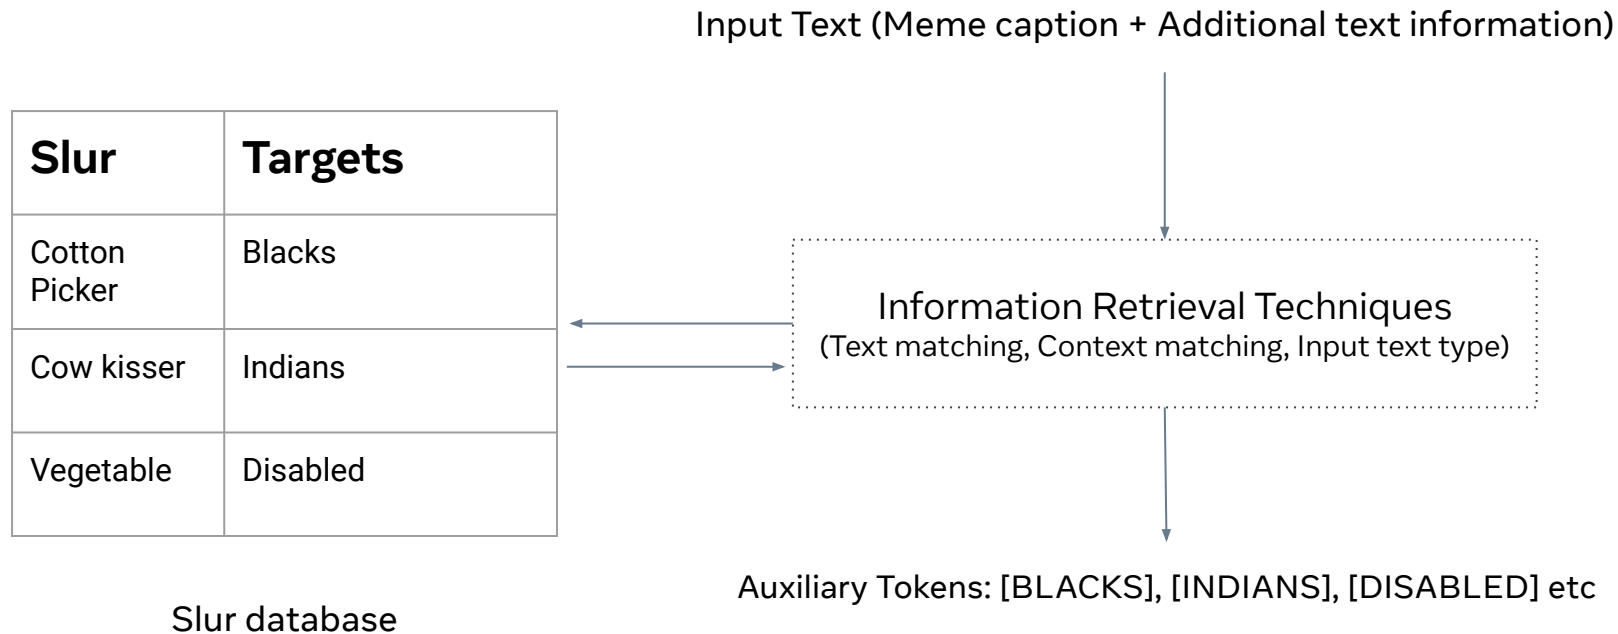 Input Text (Meme caption + Additional text information)
Slur
Targets
Cotton
Picker
Blacks
Cow kisser
Indians
Vegetable
Disabled
Slur database
Information Retrieval Techniques
(Text matching, Context matching, Input text type)
Auxiliary Tokens: [BLACKS], [INDIANS], [DISABLED] etc